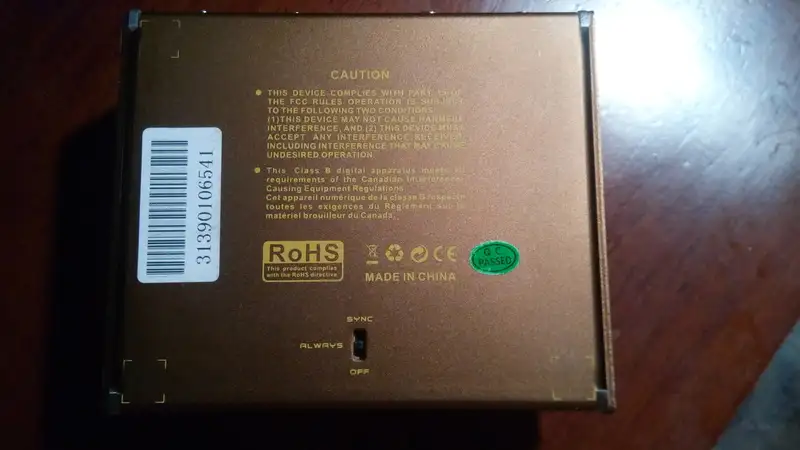 CAUTION
THIS DEVICE COMPLIES WITH PART 15 OF
THE FCC RULES OPERATION IS SUBJECT
TO THE FOLLOWING TWO CONDITIONS
(1)THIS DEVICE MAY NOT CAUSE HARMFUL
INTERFERENCE, AND (2) THIS DEVICE MUST
ACCEPT ANY INTERFERENCE RECEIVED
INCLUDING INTERFERENCE THAT MAY CAUSE
UNDESIRED OPERATION.
This Class B digital apparatus meets all
requirements of the Canadian Interference
Causing Equipment Regulations.
Cet appareil numérique de la classe respecte
toutes les exigences du Règlement sur le
matériel brouilleur du Canada.
31390106541
RoHS
This product complies
with the RoHS directive
CE
Q.C
PASSED
MADE IN CHINA
SYNC
ALWAYS
OFF